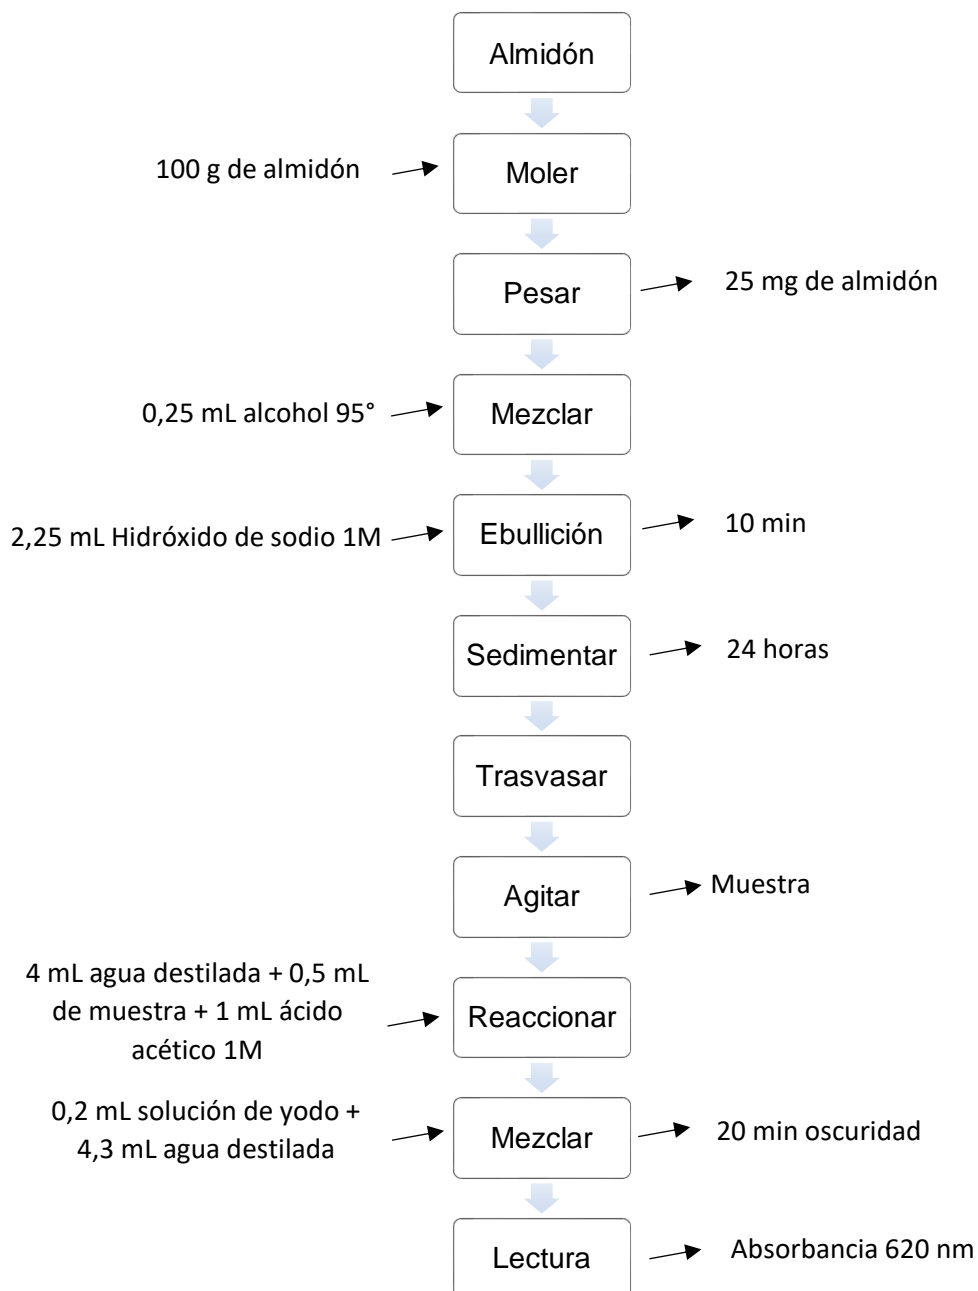 Almidón
100 g de almidón
Moler
Pesar
25 mg de almidón
0,25 mL alcohol 95°
Mezclar
2,25 mL Hidróxido de sodio 1M
Ebullición
10 min
Sedimentar
24 horas
Trasvasar
Agitar
Muestra
4 mL agua destilada + 0,5 mL
de muestra + 1 mL ácido
acético 1M
Reaccionar
0,2 mL solución de yodo +
4,3 mL agua destilada
Mezclar
20 min oscuridad
Lectura
Absorbancia 620 nm